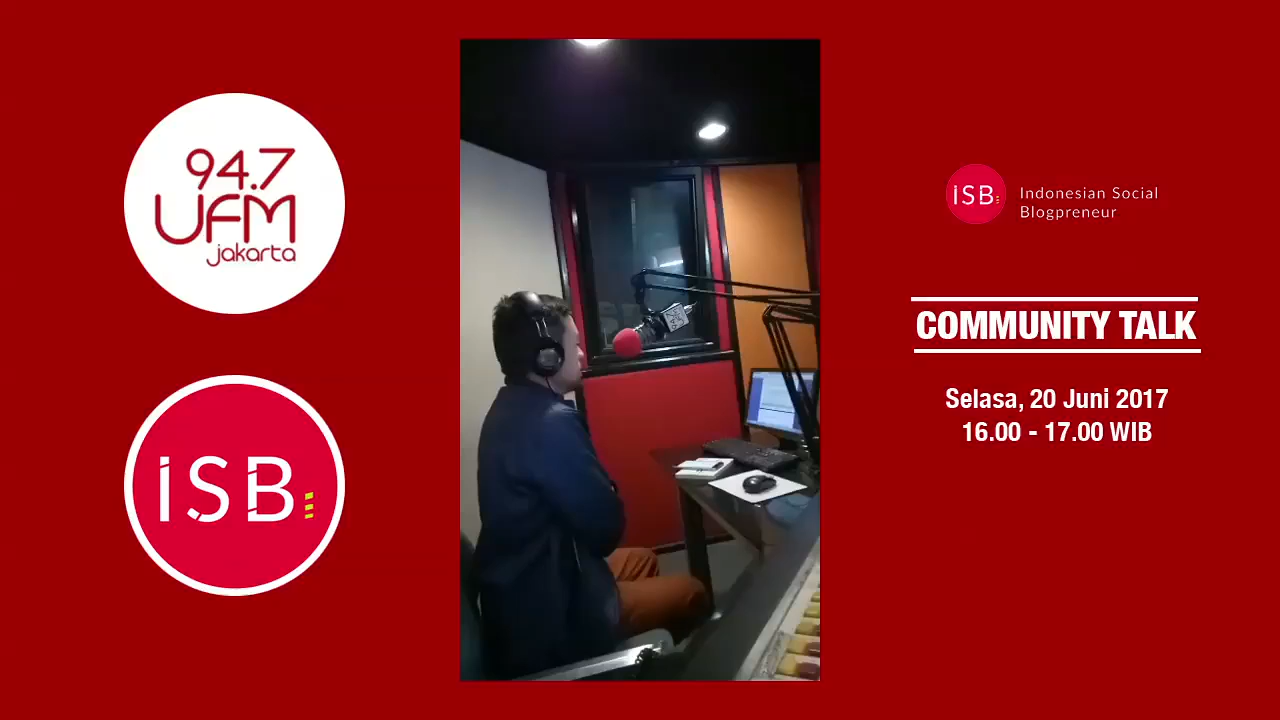 94.7
UFM
jakarta
ISB
ISB
Indonesian Social
Blogpreneur
COMMUNITY TALK
Selasa, 20 Juni 2017
16.00 - 17.00 WIB